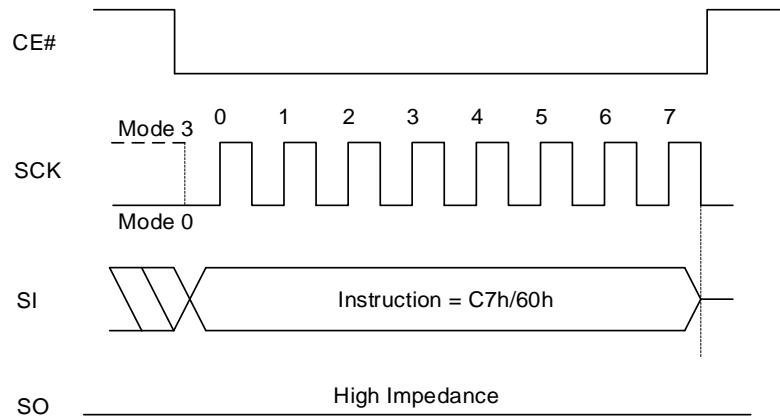 CE#
Mode 3
0 1 2 3 4 5 6 7
SCK
Mode 0
SI
Instruction = C7h/60h
SO
High Impedance